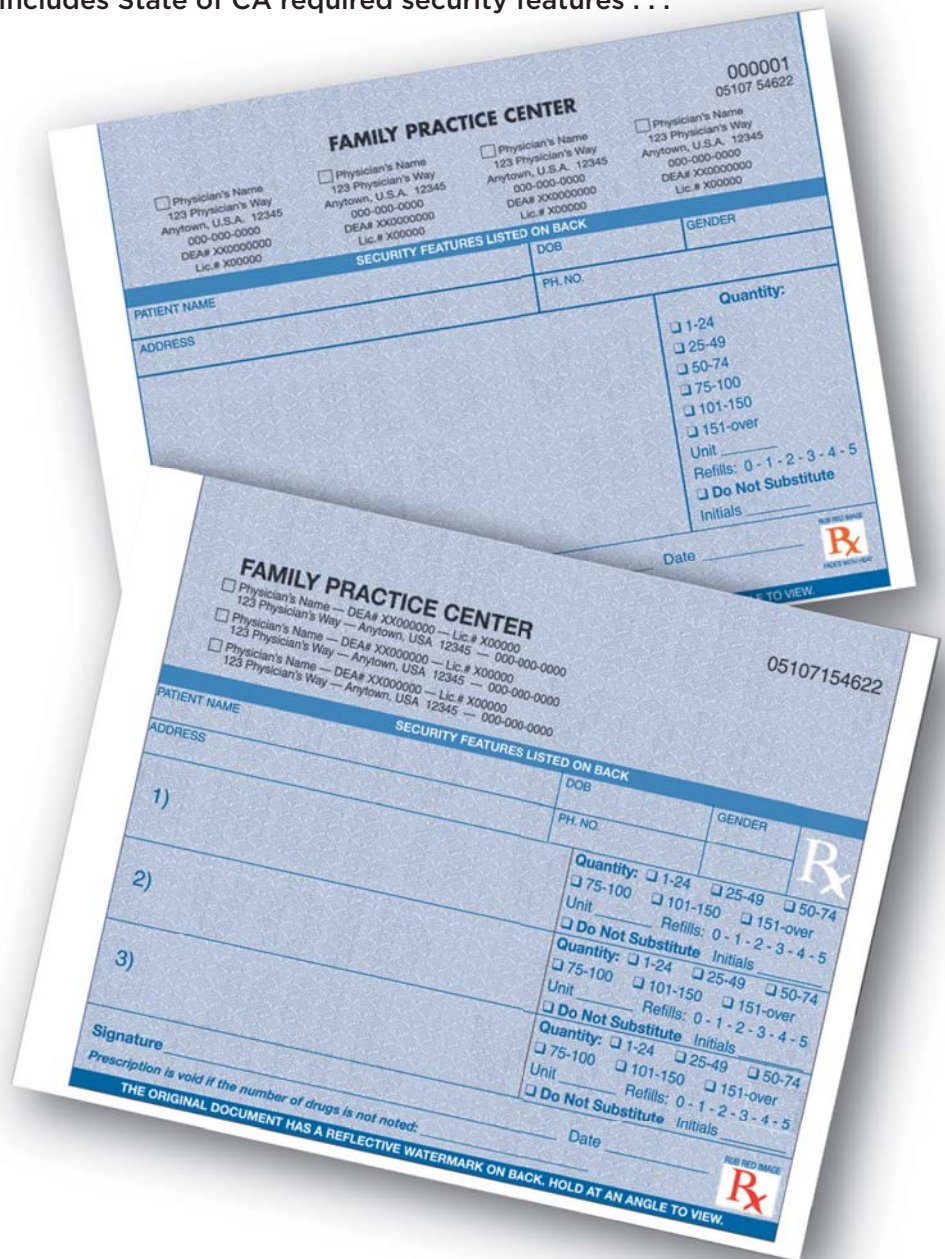 includes State of CA required security features . . .
000001
05107 54622
FAMILY PRACTICE CENTER
Physician's Name
123 Physician's Way
Anytown, U.S.A. 12345
000-000-0000
DEA# XX0000000
Lic.# X00000
Physician's Name
123 Physician's Way
Anytown, U.S.A. 12345
000-000-0000
DEA# XX0000000
Lic.# X00000
Physician's Name
123 Physician's Way
Anytown, U.S.A. 12345
000-000-0000
DEA# XX0000000
Lic.# X00000
Physician's Name
123 Physician's Way
Anytown, U.S.A. 12345
000-000-0000
DEA# XX0000000
Lic.# X00000
SECURITY FEATURES LISTED ON BACK
PATIENT NAME DOB GENDER
ADDRESS PH. NO.
Quantity:
1-24
25-49
50-74
75-100
101-150
151-over
Unit
Refills: 0 - 1 - 2 - 3 - 4 - 5
Do Not Substitute
Initials
Date
RUB RED IMAGE
Rx
FADES WITH HEAT
TO VIEW.
FAMILY PRACTICE CENTER
05107154622
Physician's Name — DEA# XX000000 — Lic.# X00000
123 Physician's Way — Anytown, USA 12345 — 000-000-0000
Physician's Name — DEA# XX000000 — Lic.# X00000
123 Physician's Way — Anytown, USA 12345 — 000-000-0000
Physician's Name — DEA# XX000000 — Lic.# X00000
123 Physician's Way — Anytown, USA 12345 — 000-000-0000
SECURITY FEATURES LISTED ON BACK
PATIENT NAME DOB GENDER
ADDRESS PH. NO.
Rx
1)
Quantity: 1-24 25-49 50-74
75-100 101-150 151-over
Unit Refills: 0 - 1 - 2 - 3 - 4 - 5
Do Not Substitute Initials
2)
Quantity: 1-24 25-49 50-74
75-100 101-150 151-over
Unit Refills: 0 - 1 - 2 - 3 - 4 - 5
Do Not Substitute Initials
3)
Quantity: 1-24 25-49 50-74
75-100 101-150 151-over
Unit Refills: 0 - 1 - 2 - 3 - 4 - 5
Do Not Substitute Initials
Signature Date
Prescription is void if the number of drugs is not noted:
RUB RED IMAGE
Rx
THE ORIGINAL DOCUMENT HAS A REFLECTIVE WATERMARK ON BACK. HOLD AT AN ANGLE TO VIEW.